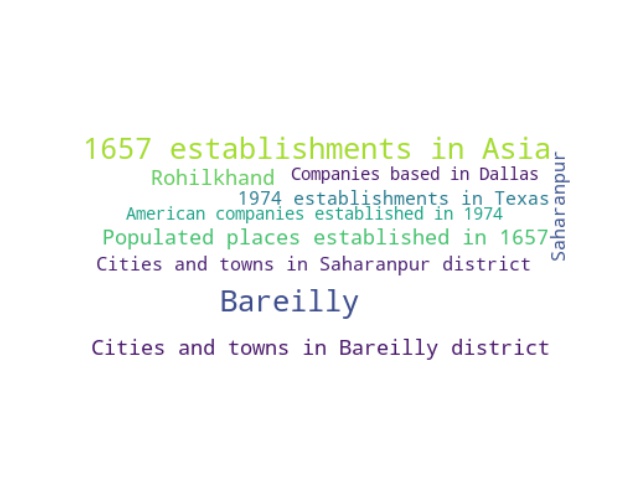 1657 establishments in Asia
Rohilkhand
Companies based in Dallas
1974 establishments in Texas
American companies established in 1974
Populated places established in 1657
Saharanpur
Cities and towns in Saharanpur district
Bareilly
Cities and towns in Bareilly district